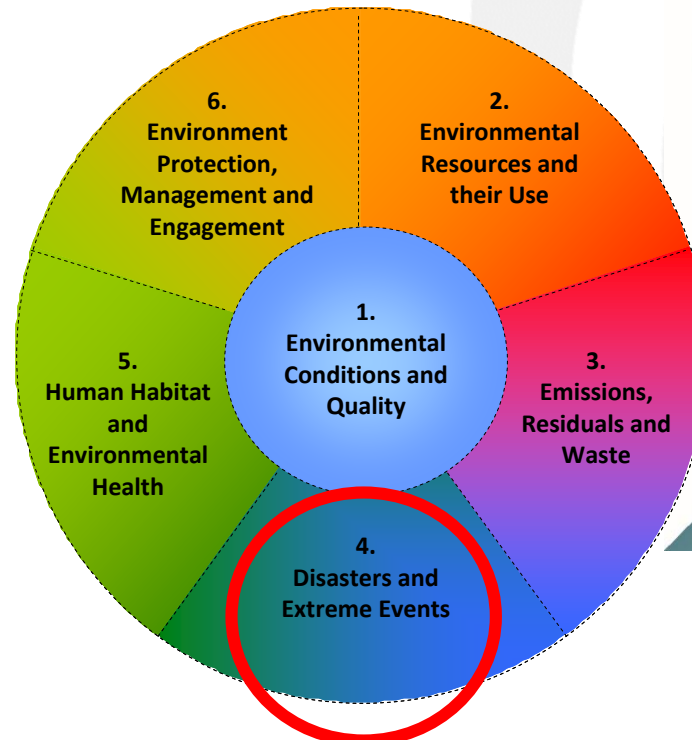 1.
Environmental
Conditions and
Quality
2.
Environmental
Resources and
their Use
3.
Emissions,
Residuals and
Waste
4.
Disasters and
Extreme Events
5.
Human Habitat
and
Environmental
Health
6.
Environment
Protection,
Management and
Engagement